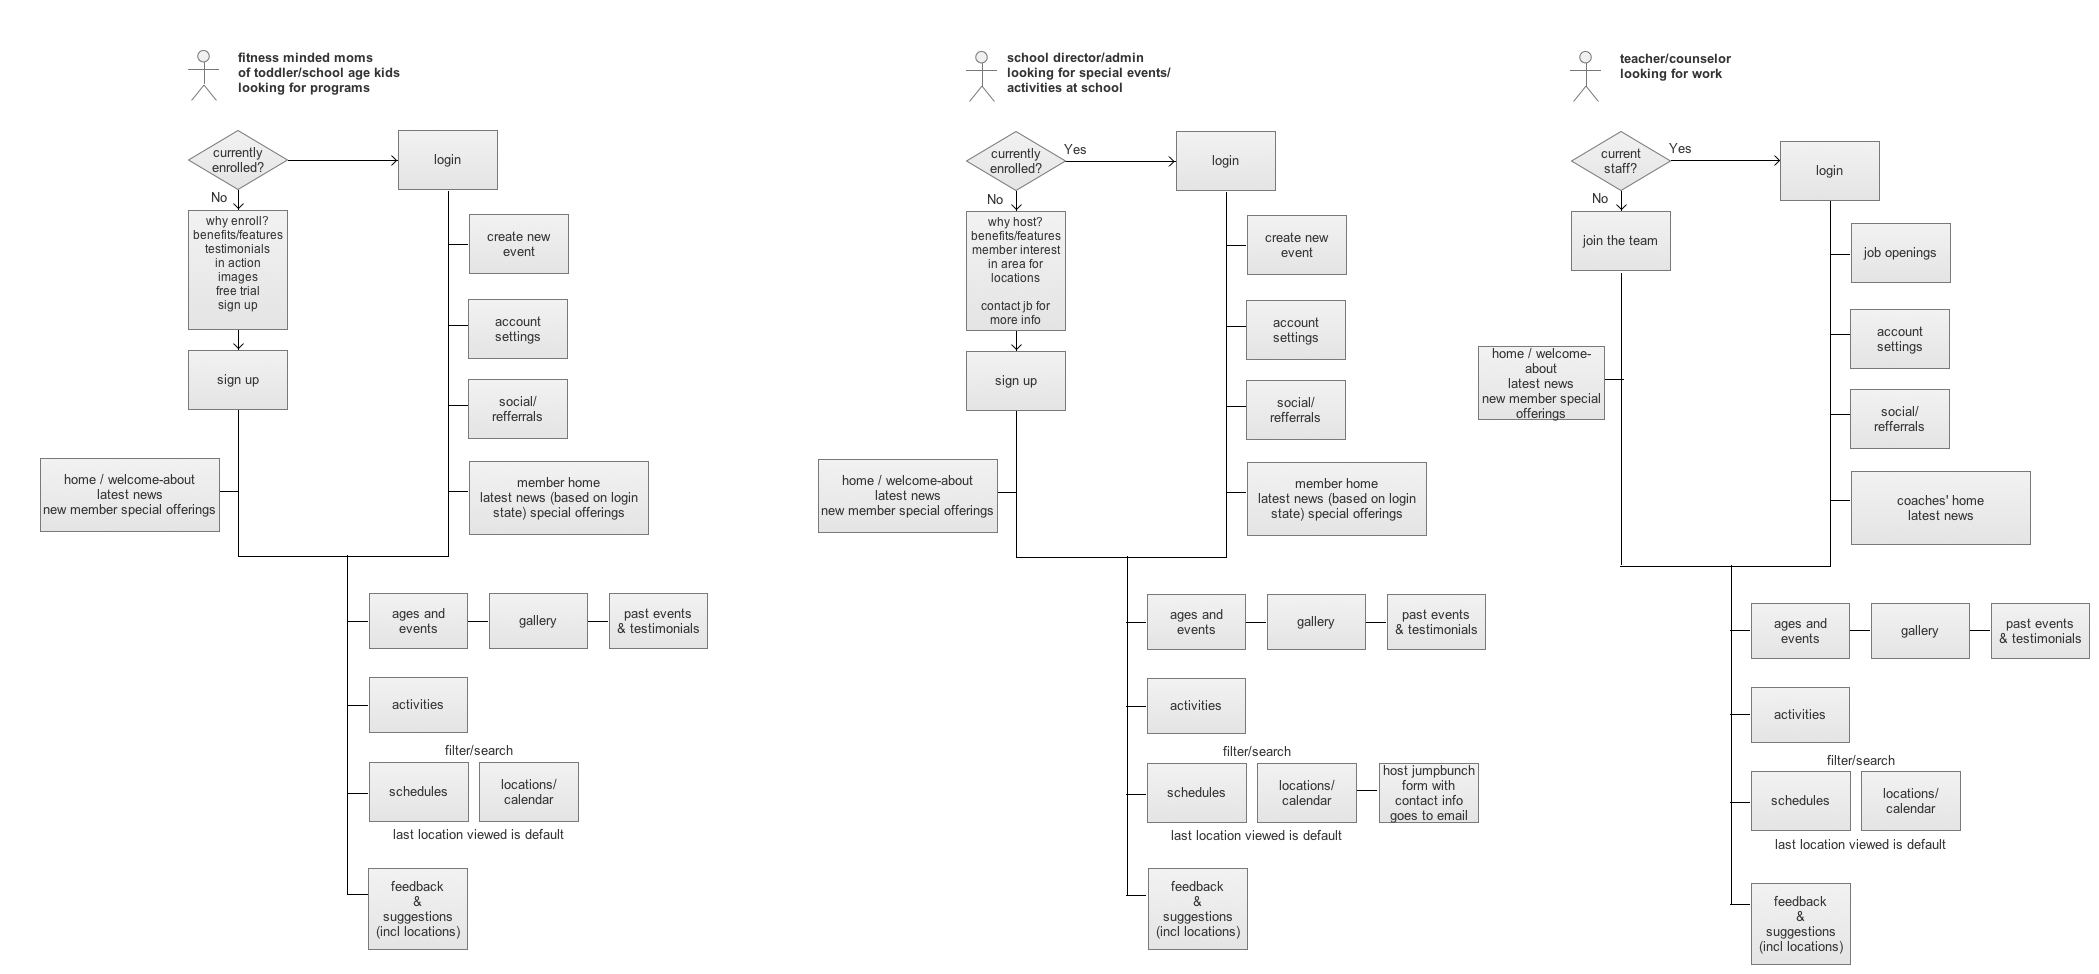 fitness minded moms
of toddler/school age kids
looking for programs
currently
enrolled?
login
No
why enroll?
benefits/features
testimonials
in action
images
free trial
sign up
create new
event
account
settings
sign up
social/
refferrals
home / welcome-about
latest news
new member special offerings
member home
latest news (based on login
state) special offerings
ages and
events
gallery
past events
& testimonials
activities
filter/search
schedules
locations/
calendar
last location viewed is default
feedback
&
suggestions
(incl locations)
school director/admin
looking for special events/
activities at school
currently
enrolled?
Yes
login
No
why host?
benefits/features
member interest
in area for
locations
contact jb for
more info
create new
event
account
settings
sign up
social/
refferrals
home / welcome-about
latest news
new member special offerings
member home
latest news (based on login
state) special offerings
ages and
events
gallery
past events
& testimonials
activities
filter/search
schedules
locations/
calendar
host jumpbunch
form with
contact info
goes to email
last location viewed is default
feedback
&
suggestions
(incl locations)
teacher/counselor
looking for work
current
staff?
Yes
login
No
join the team
job openings
account
settings
home / welcome-
about
latest news
new member special
offerings
social/
refferrals
coaches' home
latest news
ages and
events
gallery
past events
& testimonials
activities
filter/search
schedules
locations/
calendar
last location viewed is default
feedback
&
suggestions
(incl locations)